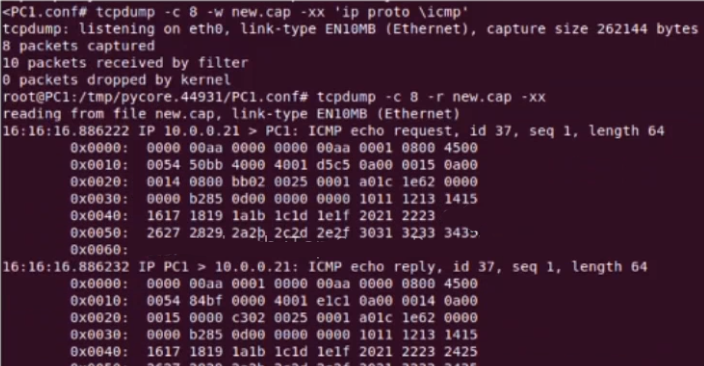 <PC1.conf# tcpdump -c 8 -w new.cap -xx 'ip proto \icmp'
tcpdump: listening on eth0, link-type EN10MB (Ethernet), capture size 262144 bytes
8 packets captured
10 packets received by filter
0 packets dropped by kernel
root@PC1:/tmp/pycore.44931/PC1.conf# tcpdump -c 8 -r new.cap -xx
reading from file new.cap, link-type EN10MB (Ethernet)
16:16:16.886222 IP 10.0.0.21 > PC1: ICMP echo request, id 37, seq 1, length 64
0x0000: 0000 00aa 0000 0000 00aa 0001 0800 4500
0x0010: 0054 50bb 4000 4001 d5c5 0a00 0015 0a00
0x0020: 0014 0800 bb02 0025 0001 a01c 1e62 0000
0x0030: 0000 b285 0d00 0000 0000 1011 1213 1415
0x0040: 1617 1819 1a1b 1c1d 1e1f 2021 2223
0x0050: 2627 2829 2a2b 2c2d 2e2f 3031 3233
0x0060:
16:16:16.886232 IP PC1 > 10.0.0.21: ICMP echo reply, id 37, seq 1, length 64
0x0000: 0000 00aa 0001 0000 00aa 0000 0800 4500
0x0010: 0054 84bf 0000 4001 e1c1 0a00 0014 0a00
0x0020: 0015 0000 c302 0025 0001 a01c 1e62 0000
0x0030: 0000 b285 0d00 0000 0000 1011 1213 1415
0x0040: 1617 1819 1a1b 1c1d 1e1f 2021 2223 2425